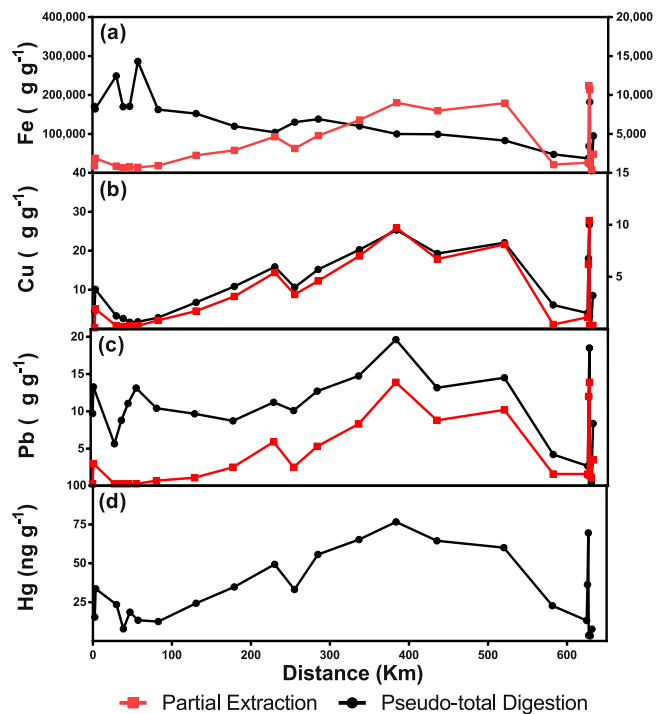 400,000
20,000
(a)
300,000
15,000
200,000
10,000
100,000
5,000
Fe ( g g⁻¹)
40
15
(b)
30
10
20
5
10
Cu ( g g⁻¹)
20
(c)
15
10
5
Pb ( g g⁻¹)
100
(d)
75
50
25
Hg (ng g⁻¹)
0 100 200 300 400 500 600
Distance (Km)
Partial Extraction Pseudo-total Digestion